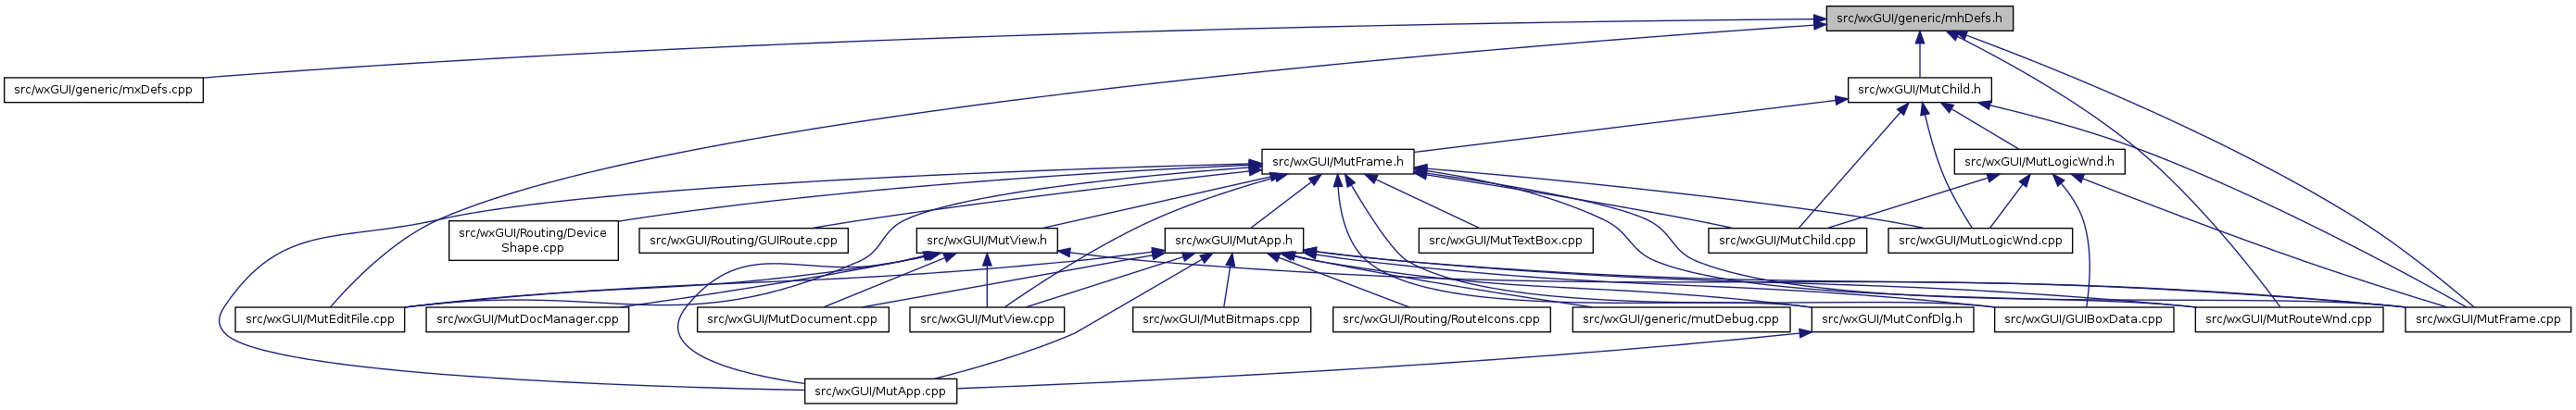 src/wxGUI/generic/mhDefs.h
src/wxGUI/generic/mxDefs.cpp
src/wxGUI/MutChild.h
src/wxGUI/MutFrame.h
src/wxGUI/MutLogicWnd.h
src/wxGUI/Routing/Device
Shape.cpp
src/wxGUI/Routing/GUIRoute.cpp
src/wxGUI/MutView.h
src/wxGUI/MutApp.h
src/wxGUI/MutTextBox.cpp
src/wxGUI/MutChild.cpp
src/wxGUI/MutLogicWnd.cpp
src/wxGUI/MutEditFile.cpp
src/wxGUI/MutDocManager.cpp
src/wxGUI/MutDocument.cpp
src/wxGUI/MutView.cpp
src/wxGUI/MutBitmaps.cpp
src/wxGUI/Routing/RouteIcons.cpp
src/wxGUI/generic/mutDebug.cpp
src/wxGUI/MutConfDlg.h
src/wxGUI/GUIBoxData.cpp
src/wxGUI/MutRouteWnd.cpp
src/wxGUI/MutFrame.cpp
src/wxGUI/MutApp.cpp